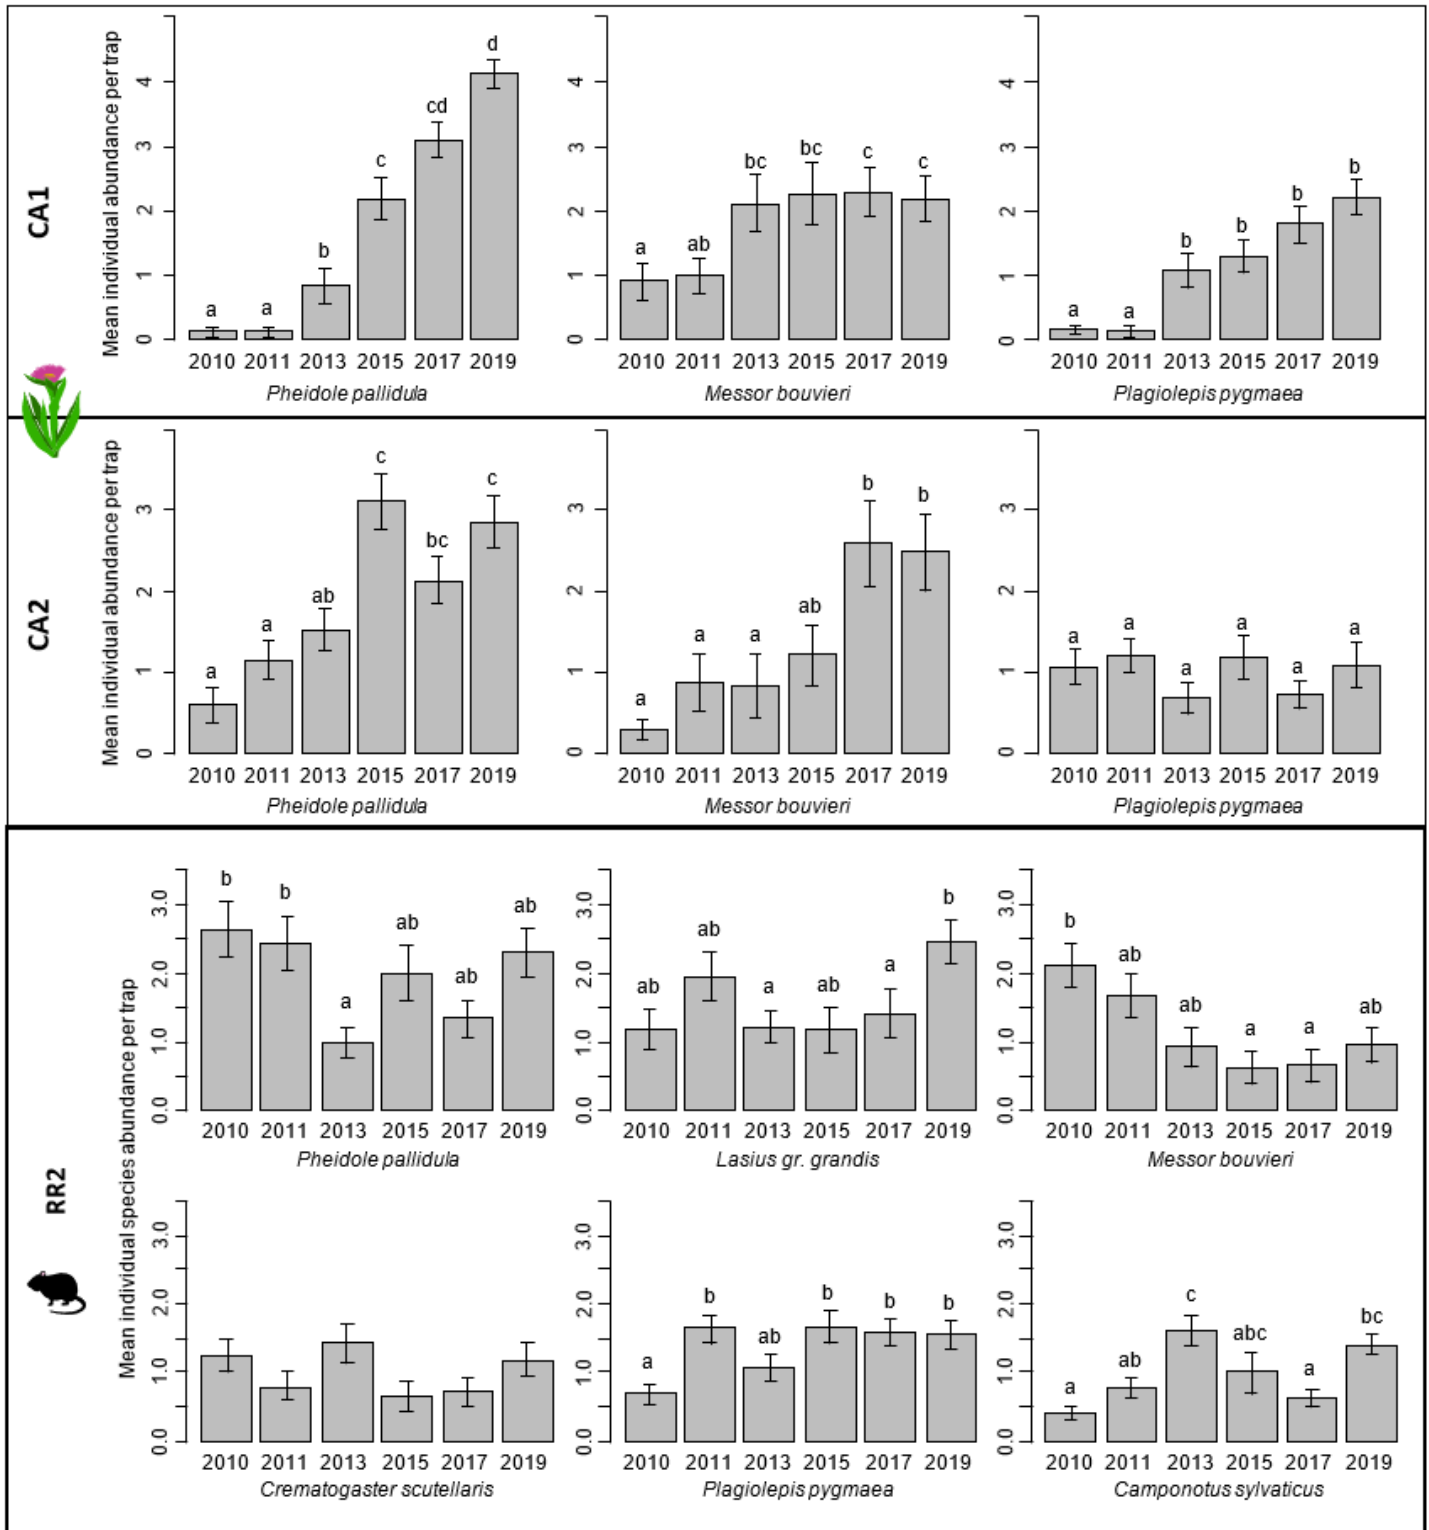 CA1
Mean individual abundance per trap
d
cd
c
b
a a
4
3
2
1
0
2010 2011 2013 2015 2017 2019
Pheidole pallidula
bc bc c c
a ab
4
3
2
1
0
2010 2011 2013 2015 2017 2019
Messor bouvieri
b b b b
a a
4
3
2
1
0
2010 2011 2013 2015 2017 2019
Plagiolepis pygmaea
CA2
Mean individual abundance per trap
a a ab c bc c
3
2
1
0
2010 2011 2013 2015 2017 2019
Pheidole pallidula
a a a ab b b
3
2
1
0
2010 2011 2013 2015 2017 2019
Messor bouvieri
a a a a a a
3
2
1
0
2010 2011 2013 2015 2017 2019
Plagiolepis pygmaea
RR2
Mean individual species abundance per trap
b b a ab ab ab
3.0
2.0
1.0
0.0
2010 2011 2013 2015 2017 2019
Pheidole pallidula
ab ab a ab a b
3.0
2.0
1.0
0.0
2010 2011 2013 2015 2017 2019
Lasius gr. grandis
b ab ab a a ab
3.0
2.0
1.0
0.0
2010 2011 2013 2015 2017 2019
Messor bouvieri
3.0
2.0
1.0
0.0
2010 2011 2013 2015 2017 2019
Crematogaster scutellaris
a b ab b b b
3.0
2.0
1.0
0.0
2010 2011 2013 2015 2017 2019
Plagiolepis pygmaea
a ab c abc a bc
3.0
2.0
1.0
0.0
2010 2011 2013 2015 2017 2019
Camponotus sylvaticus